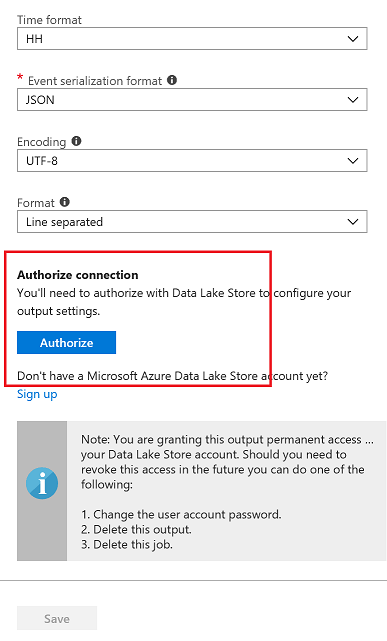 Time format
HH
* Event serialization format
JSON
Encoding
UTF-8
Format
Line separated
Authorize connection
You'll need to authorize with Data Lake Store to configure your
output settings.
Authorize
Don't have a Microsoft Azure Data Lake Store account yet?
Sign up
Note: You are granting this output permanent access ...
your Data Lake Store account. Should you need to
revoke this access in the future you can do one of the
following:
1. Change the user account password.
2. Delete this output.
3. Delete this job.
Save